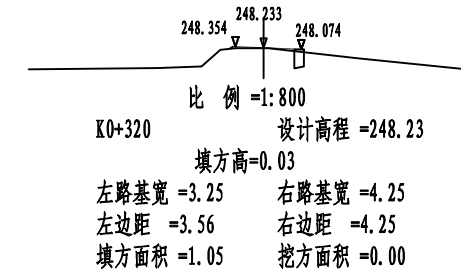 248.233
248.354
248.074
比 例 =1:800
K0+320 设计高程 =248.23
填方高=0.03
左路基宽 =3.25 右路基宽 =4.25
左边距 =3.56 右边距 =4.25
填方面积 =1.05 挖方面积 =0.00